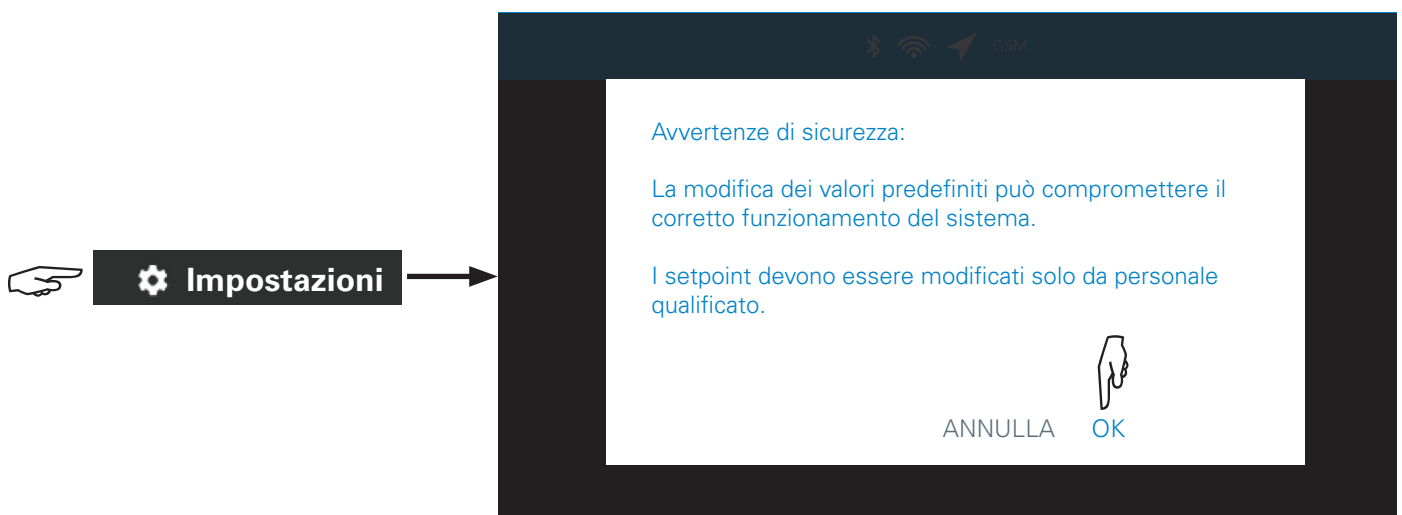 GSM
Avvertenze di sicurezza:
La modifica dei valori predefiniti può compromettere il
corretto funzionamento del sistema.
Impostazioni
I setpoint devono essere modificati solo da personale
qualificato.
ANNULLA OK